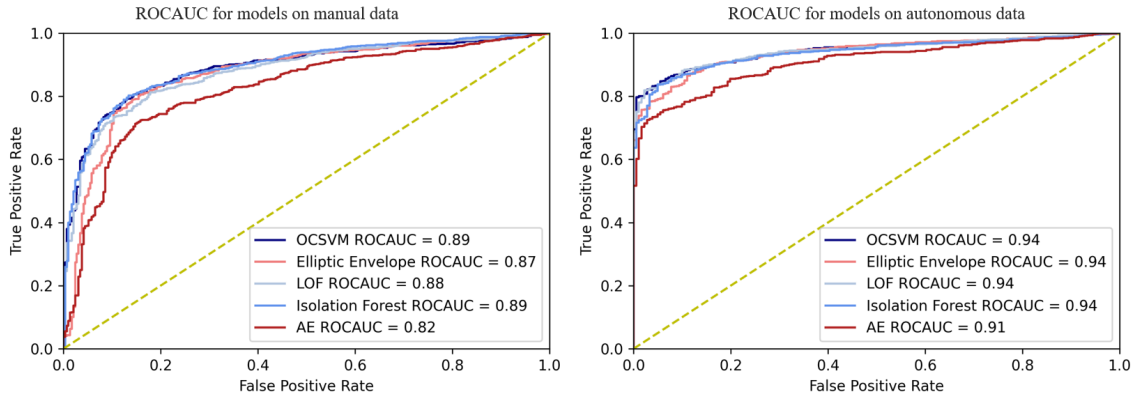 ROCAUC for models on manual data
1.0
0.8
0.6
0.4
0.2
0.0
True Positive Rate
OCSVM ROCAUC = 0.89
Elliptic Envelope ROCAUC = 0.87
LOF ROCAUC = 0.88
Isolation Forest ROCAUC = 0.89
AE ROCAUC = 0.82
0.0 0.2 0.4 0.6 0.8 1.0
False Positive Rate
ROCAUC for models on autonomous data
1.0
0.8
0.6
0.4
0.2
0.0
True Positive Rate
OCSVM ROCAUC = 0.94
Elliptic Envelope ROCAUC = 0.94
LOF ROCAUC = 0.94
Isolation Forest ROCAUC = 0.94
AE ROCAUC = 0.91
0.0 0.2 0.4 0.6 0.8 1.0
False Positive Rate